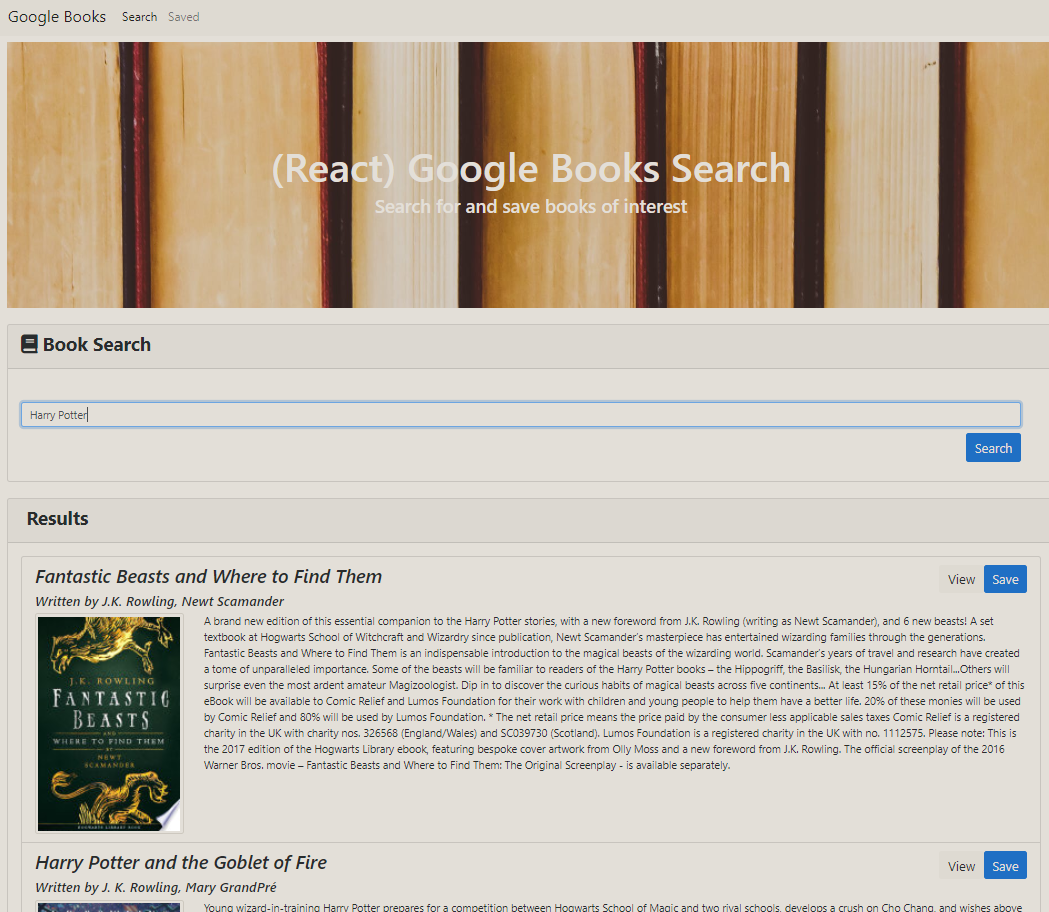 Google Books Search Saved
(React) Google Books Search
Search for and save books of interest
Book Search
Harry Potter
Search
Results
Fantastic Beasts and Where to Find Them
View Save
Written by J.K. Rowling, Newt Scamander
J.K. ROWLING
FANTASTIC
BEASTS
AND
WHERE TO FIND THEM
BY
NEWT
SCAMANDER
HOGWARTS LIBRARY BOOK
A brand new edition of this essential companion to the Harry Potter stories, with a new foreword from J.K. Rowling (writing as Newt Scamander), and 6 new beasts! A set
textbook at Hogwarts School of Witchcraft and Wizardry since publication, Newt Scamander's masterpiece has entertained wizarding families through the generations.
Fantastic Beasts and Where to Find Them is an indispensable introduction to the magical beasts of the wizarding world. Scamander's years of travel and research have created
a tome of unparalleled importance. Some of the beasts will be familiar to readers of the Harry Potter books – the Hippogriff, the Basilisk, the Hungarian Horntail...Others will
surprise even the most ardent amateur Magizoologist. Dip in to discover the curious habits of magical beasts across five continents... At least 15% of the net retail price* of this
eBook will be available to Comic Relief and Lumos Foundation for their work with children and young people to help them have a better life. 20% of these monies will be used
by Comic Relief and 80% will be used by Lumos Foundation. * The net retail price means the price paid by the consumer less applicable sales taxes Comic Relief is a registered
charity in the UK with charity nos. 326568 (England/Wales) and SC039730 (Scotland). Lumos Foundation is a registered charity in the UK with no. 1112575. Please note: This is
the 2017 edition of the Hogwarts Library ebook, featuring bespoke cover artwork from Olly Moss and a new foreword from J.K. Rowling. The official screenplay of the 2016
Warner Bros. movie – Fantastic Beasts and Where to Find Them: The Original Screenplay - is available separately.
Harry Potter and the Goblet of Fire
View Save
Written by J. K. Rowling, Mary GrandPré
Young wizard-in-training Harry Potter prepares for a competition between Hogwarts School of Magic and two rival schools, develops a crush on Cho Chang, and wishes above